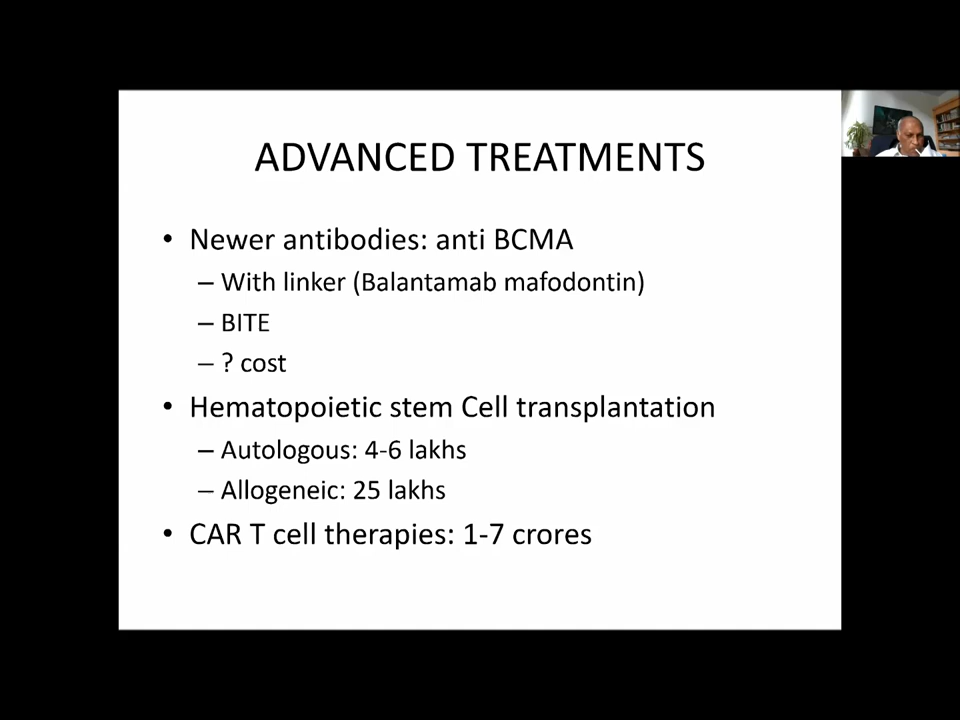 ADVANCED TREATMENTS
• Newer antibodies: anti BCMA
– With linker (Balantamab mafodontin)
– BITE
– ? cost
• Hematopoietic stem Cell transplantation
– Autologous: 4-6 lakhs
– Allogeneic: 25 lakhs
• CAR T cell therapies: 1-7 crores